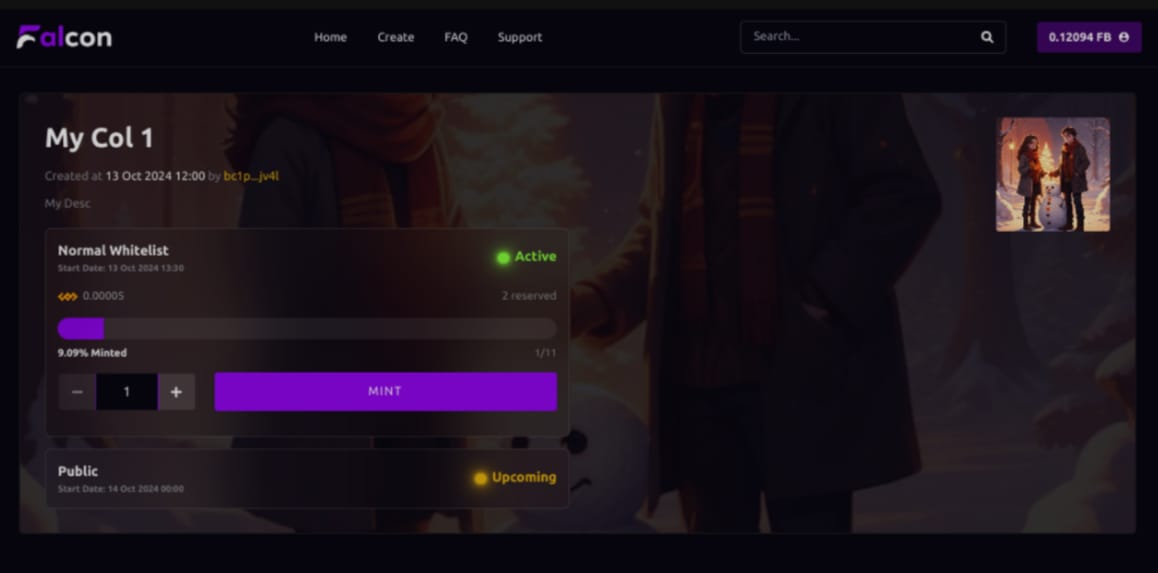 Falcon Home Create FAQ Support Search... 0.12094 FB
My Col 1
Created at 13 Oct 2024 12:00 by bc1p...jv4l
My Desc
Normal Whitelist
Active
Start Date: 13 Oct 2024 13:30
0.00005 2 reserved
9.09% Minted 1/11
− 1 + MINT
Public
Upcoming
Start Date: 14 Oct 2024 00:00